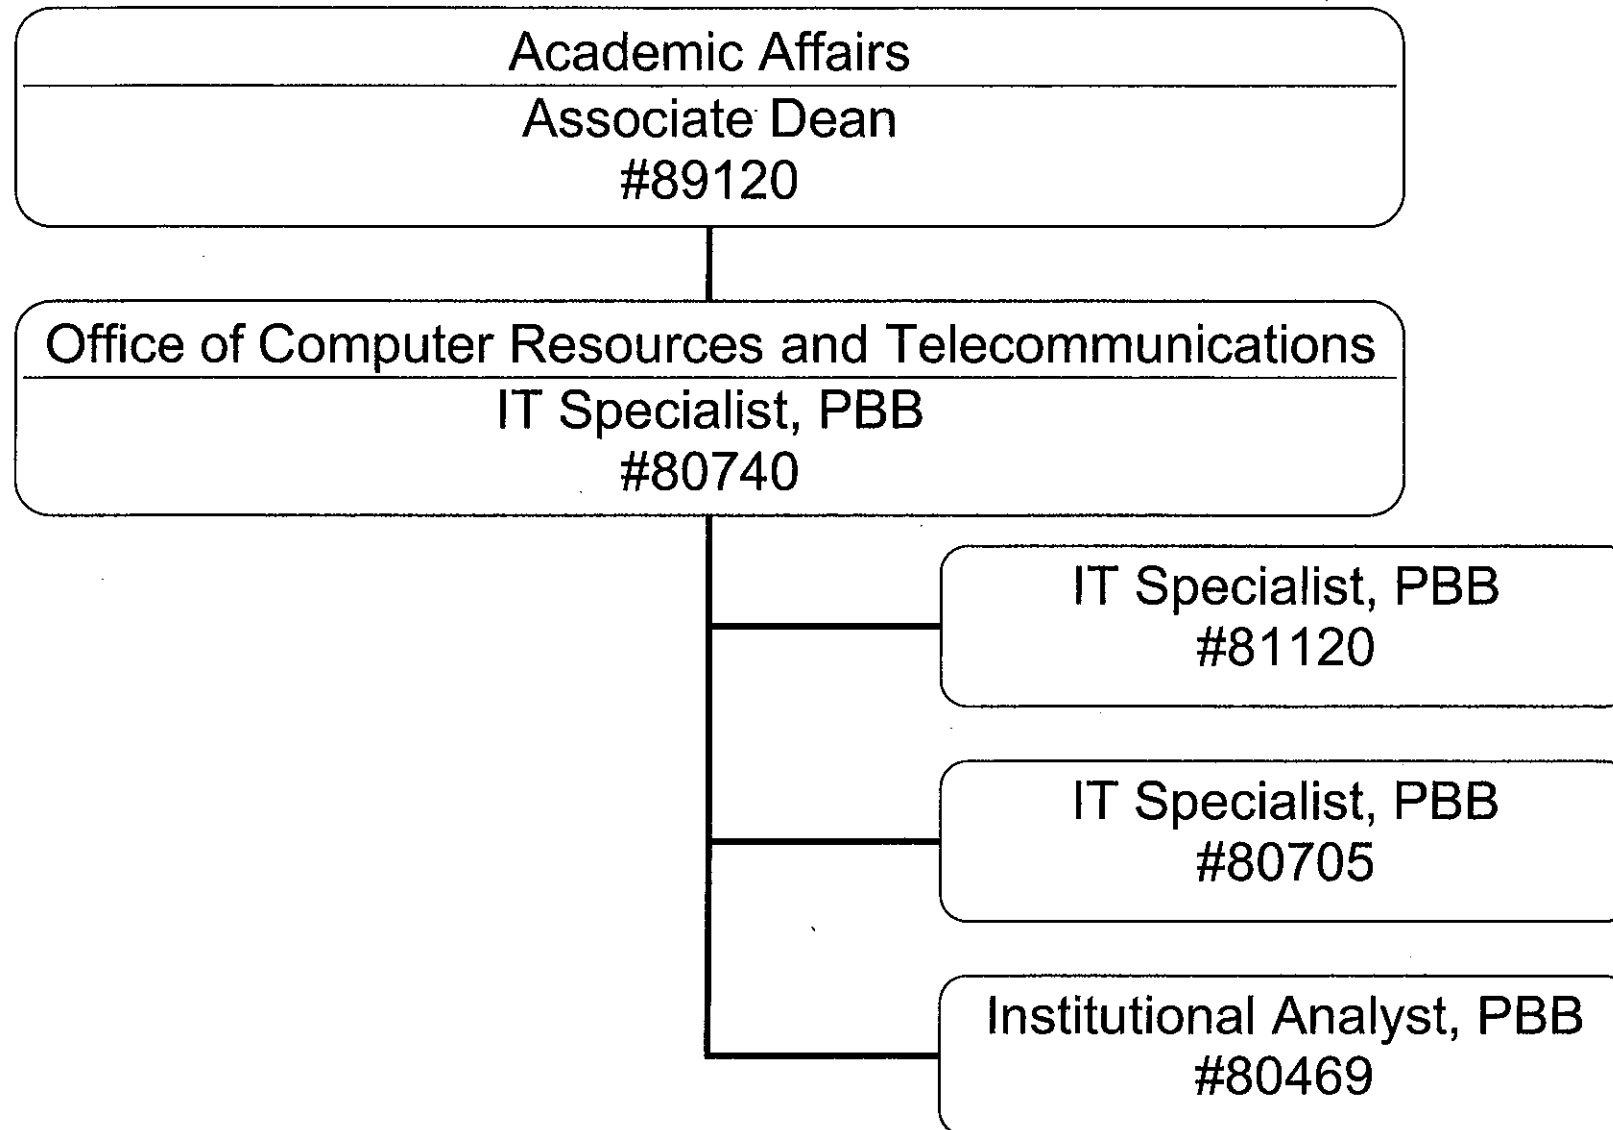 Academic Affairs
Associate Dean
#89120
Office of Computer Resources and Telecommunications
IT Specialist, PBB
#80740
IT Specialist, PBB
#81120
IT Specialist, PBB
#80705
Institutional Analyst, PBB
#80469